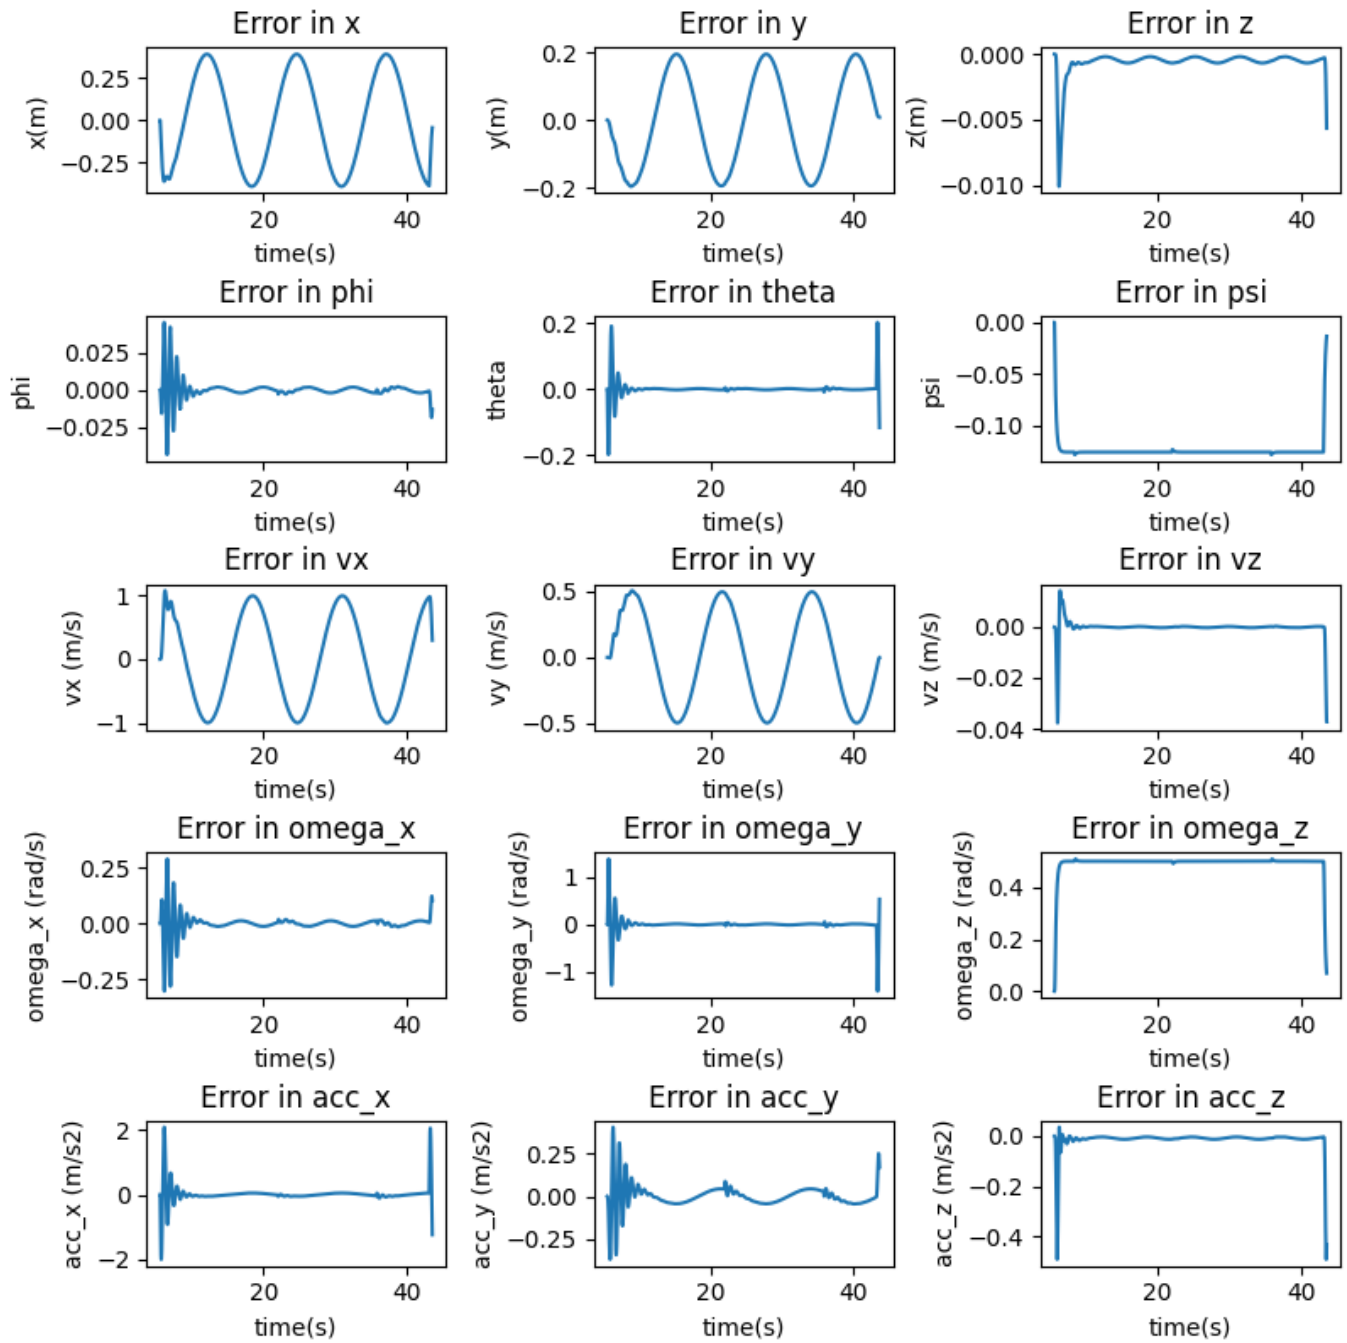 Error in x
Error in y
Error in z
x(m)
0.25
0.00
−0.25
20
40
time(s)
y(m)
0.2
0.0
−0.2
20
40
time(s)
z(m)
0.000
−0.005
−0.010
20
40
time(s)
Error in phi
Error in theta
Error in psi
phi
0.025
0.000
−0.025
20
40
time(s)
theta
0.2
0.0
−0.2
20
40
time(s)
psi
0.00
−0.05
−0.10
20
40
time(s)
Error in vx
Error in vy
Error in vz
vx (m/s)
1
0
−1
20
40
time(s)
vy (m/s)
0.5
0.0
−0.5
20
40
time(s)
vz (m/s)
0.00
−0.02
−0.04
20
40
time(s)
Error in omega_x
Error in omega_y
Error in omega_z
omega_x (rad/s)
0.25
0.00
−0.25
20
40
time(s)
omega_y (rad/s)
1
0
−1
20
40
time(s)
omega_z (rad/s)
0.4
0.2
0.0
20
40
time(s)
Error in acc_x
Error in acc_y
Error in acc_z
acc_x (m/s2)
2
0
−2
20
40
time(s)
acc_y (m/s2)
0.25
0.00
−0.25
20
40
time(s)
acc_z (m/s2)
0.0
−0.2
−0.4
20
40
time(s)